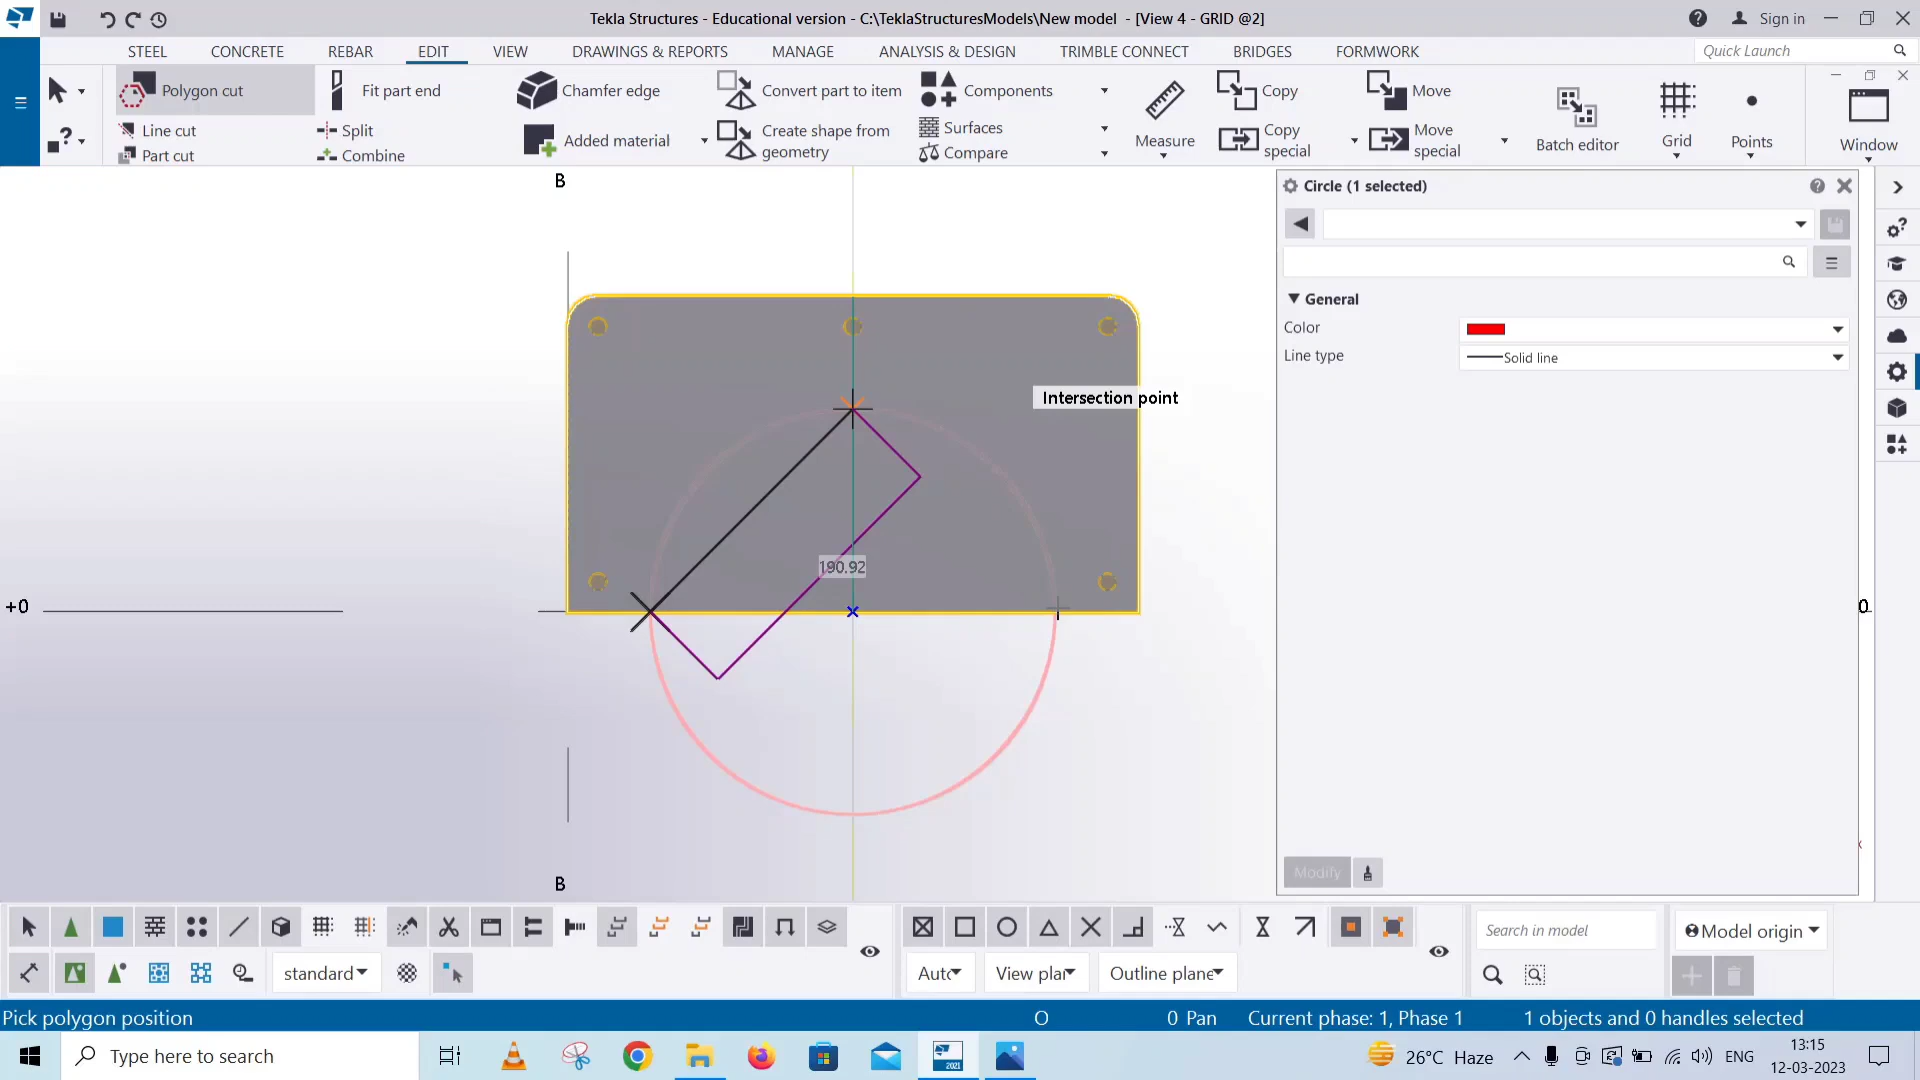 Tekla Structures - Educational version - C:\TeklaStructuresModels\New model - [View 4 - GRID @2]
Sign in
STEEL CONCRETE REBAR EDIT VIEW DRAWINGS & REPORTS MANAGE ANALYSIS & DESIGN TRIMBLE CONNECT BRIDGES FORMWORK
Quick Launch
Polygon cut
Line cut
Part cut
Fit part end
Split
Combine
Chamfer edge
Added material
Convert part to item
Create shape from
geometry
Components
Surfaces
Compare
Measure
Copy
Copy
special
Move
Move
special
Batch editor
Grid
Points
Window
B
Circle (1 selected)
General
Color
Line type
Solid line
Intersection point
190.92
+0
0
B
Modify
standard
Auto
View plar
Outline plane
Search in model
Model origin
Pick polygon position
O
0 Pan
Current phase: 1, Phase 1
1 objects and 0 handles selected
Type here to search
2021
26°C Haze
ENG
13:15
12-03-2023